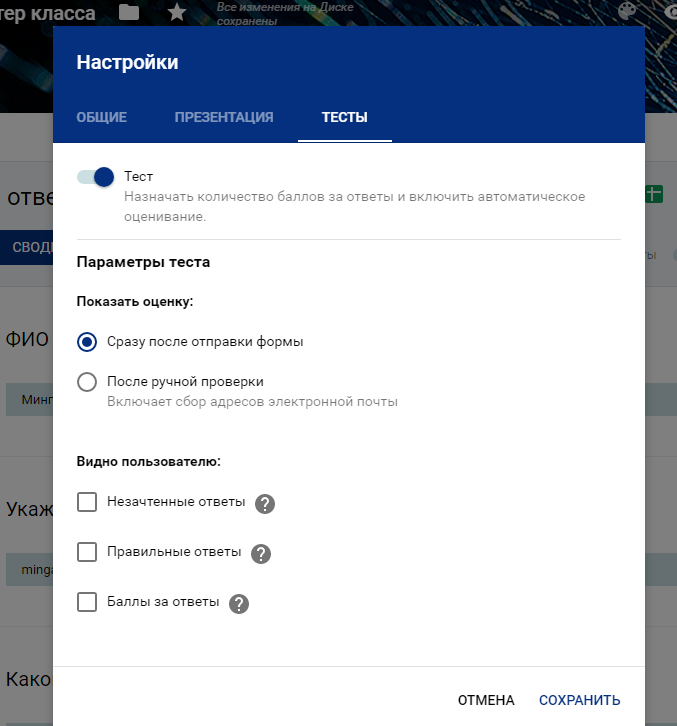 тер класса
Все изменения на Диске
сохранены
Настройки
ОБЩИЕ ПРЕЗЕНТАЦИЯ ТЕСТЫ
Тест
Назначать количество баллов за ответы и включить автоматическое
оценивание.
отве
СВОД
ты
Параметры теста
Показать оценку:
ФИО
Сразу после отправки формы
После ручной проверки
Включает сбор адресов электронной почты
Минг
Видно пользователю:
Незачтенные ответы
Укаж
Правильные ответы
minga
Баллы за ответы
Како
ОТМЕНА СОХРАНИТЬ